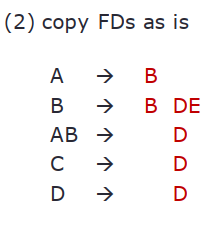 (2) copy FDs as is
A → B
B → B DE
AB → D
C → D
D → D